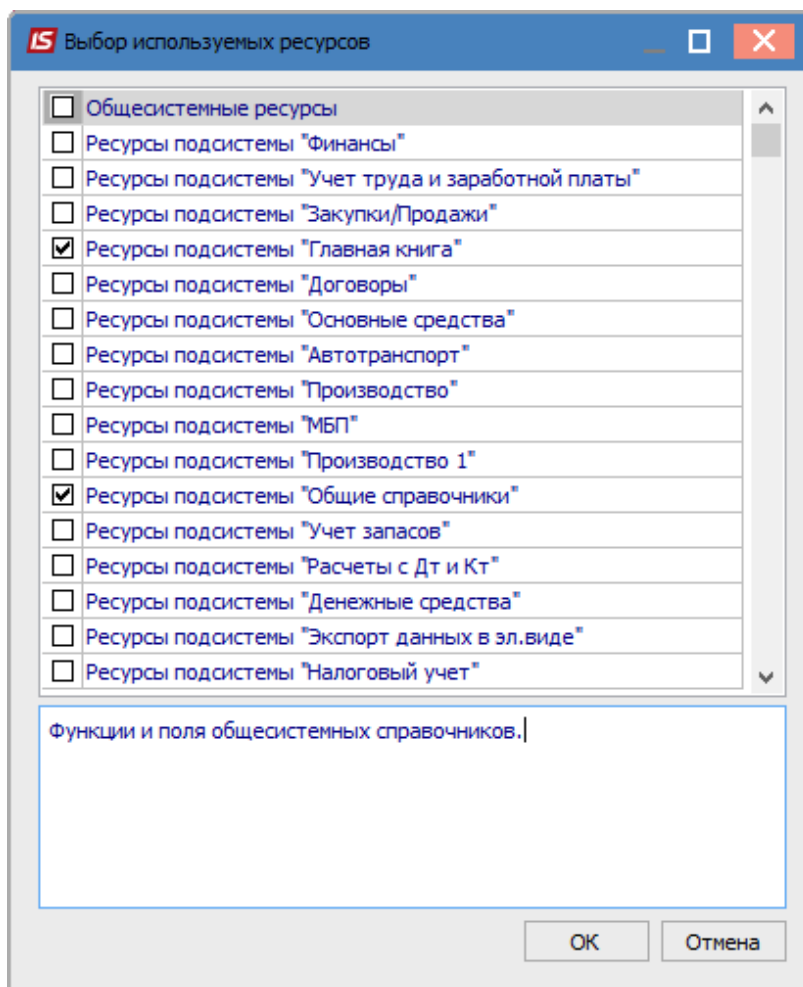 IS Выбор используемых ресурсов
Общесистемные ресурсы
Ресурсы подсистемы "Финансы"
Ресурсы подсистемы "Учет труда и заработной платы"
Ресурсы подсистемы "Закупки/Продажи"
Ресурсы подсистемы "Главная книга"
Ресурсы подсистемы "Договоры"
Ресурсы подсистемы "Основные средства"
Ресурсы подсистемы "Автотранспорт"
Ресурсы подсистемы "Производство"
Ресурсы подсистемы "МБП"
Ресурсы подсистемы "Производство 1"
Ресурсы подсистемы "Общие справочники"
Ресурсы подсистемы "Учет запасов"
Ресурсы подсистемы "Расчеты с Дт и Кт"
Ресурсы подсистемы "Денежные средства"
Ресурсы подсистемы "Экспорт данных в эл.виде"
Ресурсы подсистемы "Налоговый учет"
Функции и поля общесистемных справочников.
ОК Отмена